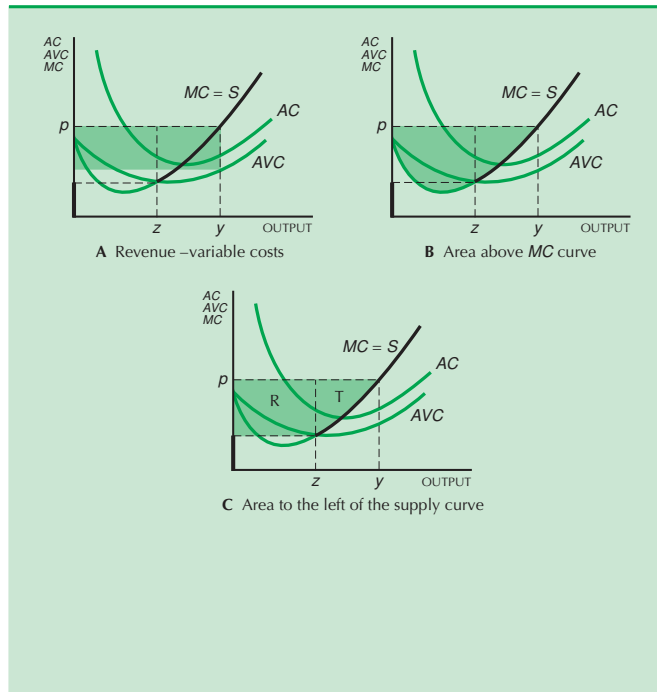 AC
AVC
MC
MC = S
AC
p
AVC
z
y
OUTPUT
A Revenue –variable costs
AC
AVC
MC
MC = S
AC
p
AVC
z
y
OUTPUT
B Area above MC curve
AC
AVC
MC
MC = S
AC
p
R
T
AVC
z
y
OUTPUT
C Area to the left of the supply curve